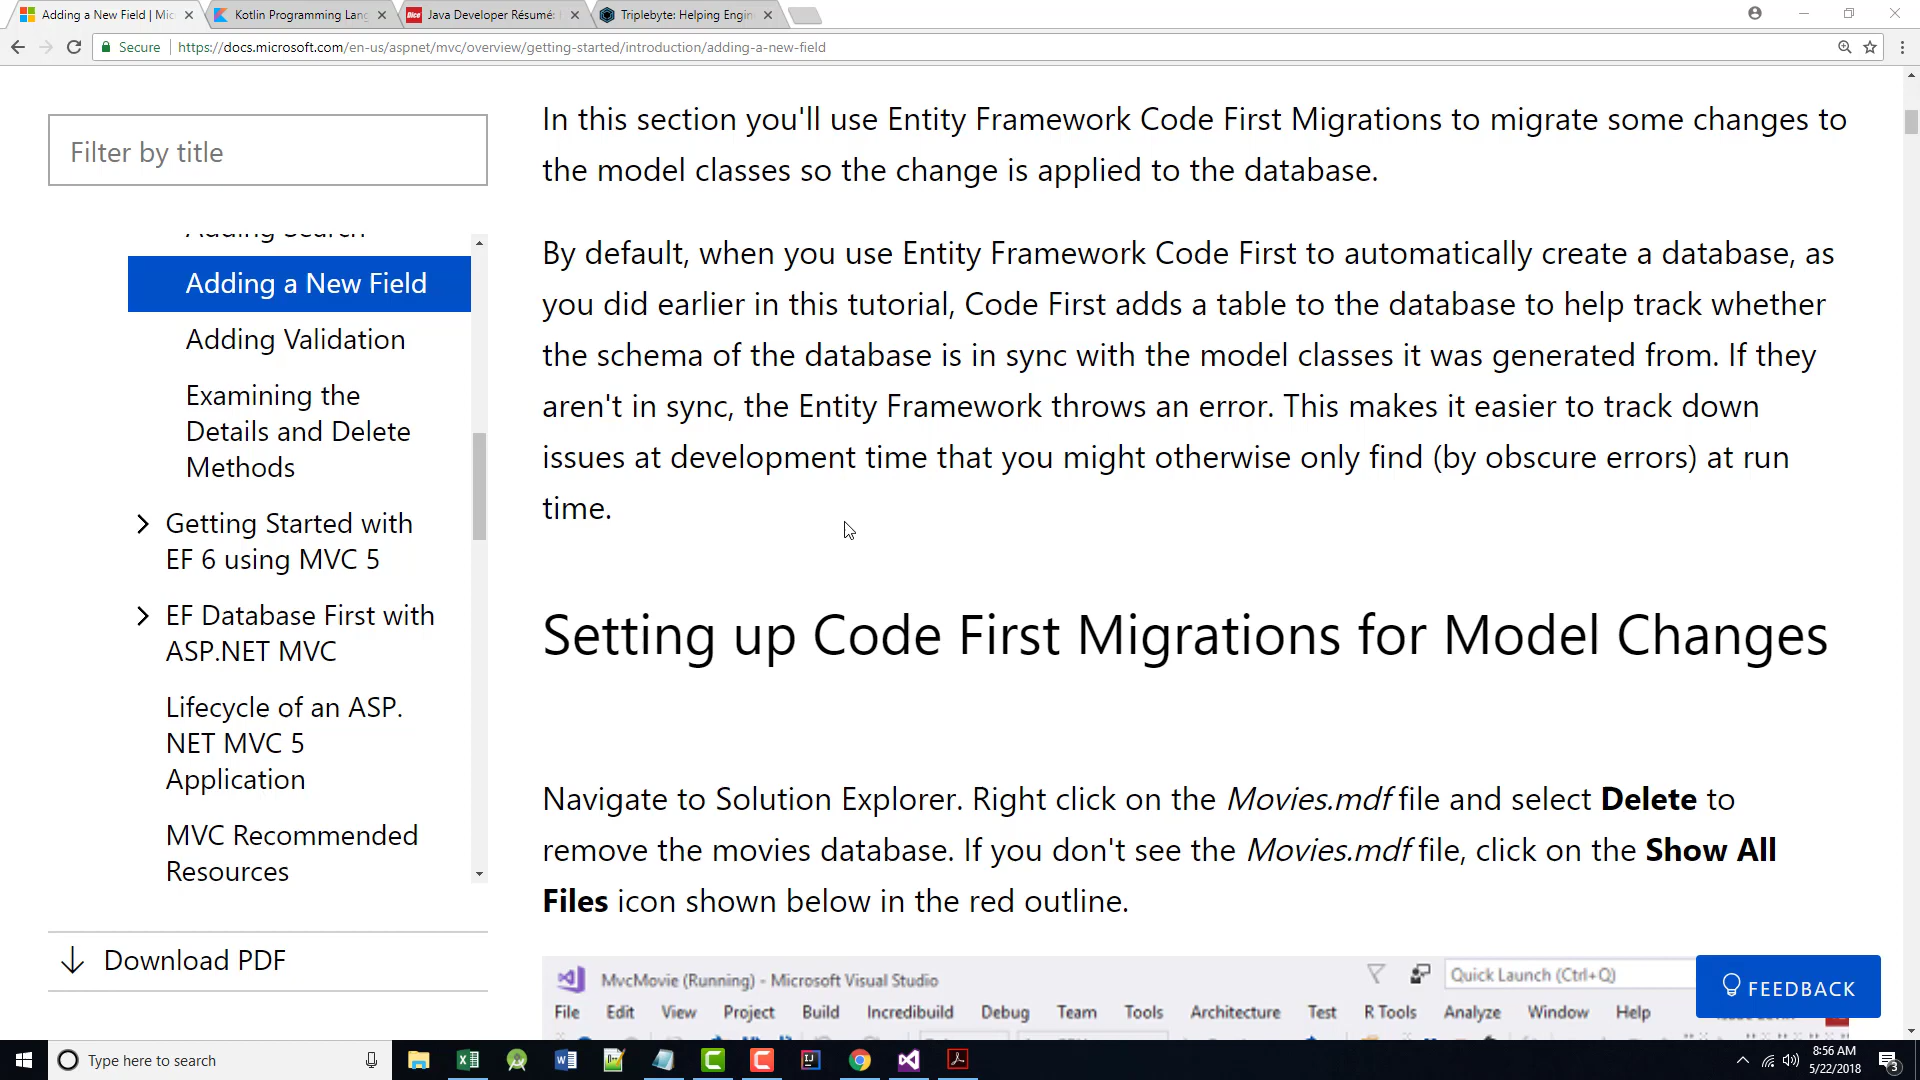 Adding a New Field | Mic
Kotlin Programming Lang
Dice
Java Developer Résumé:
Triplebyte: Helping Engin
Secure
https://docs.microsoft.com/en-us/aspnet/mvc/overview/getting-started/introduction/adding-a-new-field
Filter by title
Adding Search
Adding a New Field
Adding Validation
Examining the
Details and Delete
Methods
Getting Started with
EF 6 using MVC 5
EF Database First with
ASP.NET MVC
Lifecycle of an ASP.
NET MVC 5
Application
MVC Recommended
Resources
Download PDF
In this section you'll use Entity Framework Code First Migrations to migrate some changes to
the model classes so the change is applied to the database.
By default, when you use Entity Framework Code First to automatically create a database, as
you did earlier in this tutorial, Code First adds a table to the database to help track whether
the schema of the database is in sync with the model classes it was generated from. If they
aren't in sync, the Entity Framework throws an error. This makes it easier to track down
issues at development time that you might otherwise only find (by obscure errors) at run
time.
Setting up Code First Migrations for Model Changes
Navigate to Solution Explorer. Right click on the Movies.mdf file and select Delete to
remove the movies database. If you don't see the Movies.mdf file, click on the Show All
Files icon shown below in the red outline.
MvcMovie (Running) - Microsoft Visual Studio
Quick Launch (Ctrl+Q)
File Edit View Project Build Incredibuild Debug Team Tools Architecture Test R Tools Analyze Window Help
FEEDBACK
Type here to search
8:56 AM
5/22/2018
3